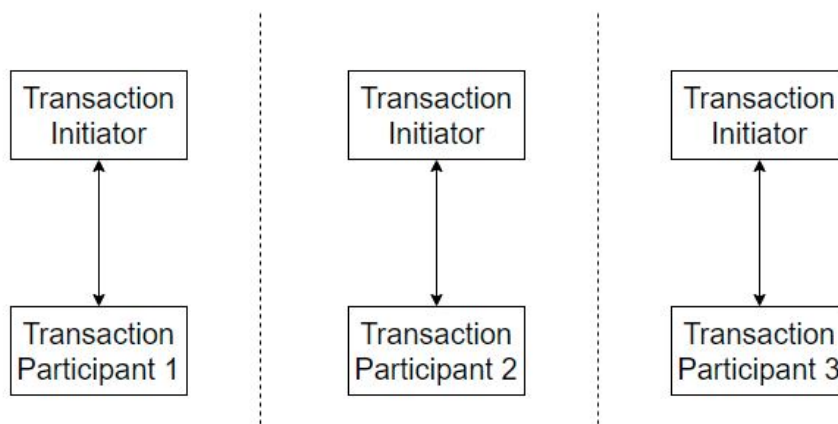 Transaction
Initiator
Transaction
Initiator
Transaction
Initiator
Transaction
Participant 1
Transaction
Participant 2
Transaction
Participant 3